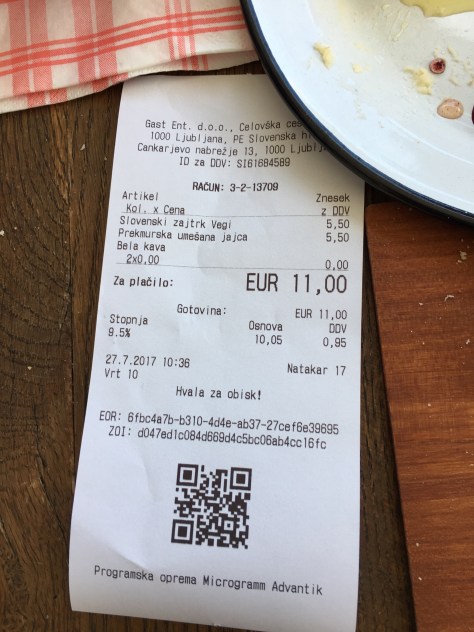 Gast Ent. d.o.o., Celovška
1000 Ljubljana, PE Slovenska
Cankarjevo nabrežje 13, 1000
ID za DDV: SI61684589
RAČUN: 3-2-13709
Artikel Znesek
Kol. x Cena z DDV
Slovenski zajtrk Vegi 5,50
Prekmurska umešana jajca 5,50
Bela kava
2x0,00 0,00
Za plačilo: EUR 11,00
Gotovina: EUR 11,00
Stopnja Osnova DDV
9.5% 10,05 0,95
27.7.2017 10:36 Natakar 17
Vrt 10
Hvala za obisk!
EOR: 6fbc4a7b-b310-4d4e-ab37-27cef6e39695
ZOI: d047ed1c084d669d4c5bc06ab4cc16fc
Programska oprema Microgramm Advantik